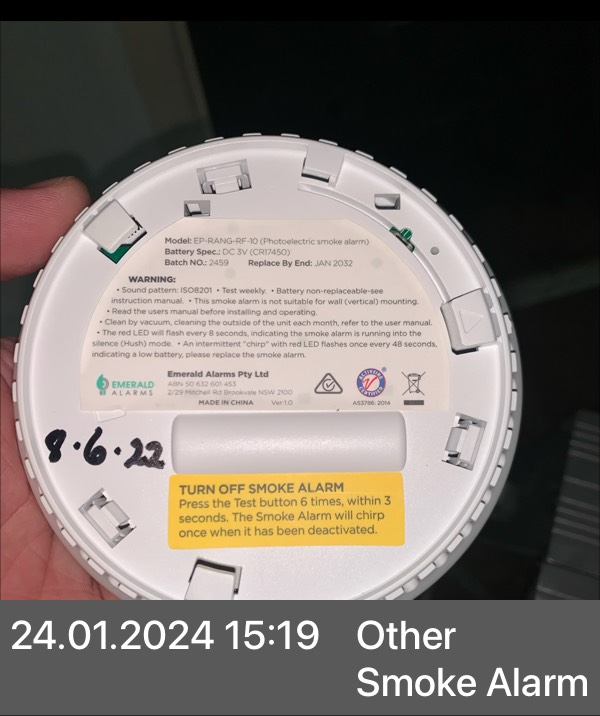 Model: EP-RANG-RF-10 (Photoelectric smoke alarm)
Battery Spec.: DC 3V (CR17450)
Batch NO.: 2459 Replace By End: JAN 2032
WARNING:
• Sound pattern: ISO8201 • Test weekly. • Battery non-replaceable-see
instruction manual. • This smoke alarm is not suitable for wall (vertical) mounting.
• Read the users manual before installing and operating.
• Clean by vacuum, cleaning the outside of the unit each month, refer to the user manual.
• The red LED will flash every 8 seconds, indicating the smoke alarm is running into the
silence (Hush) mode. • An intermittent "chirp" with red LED flashes once every 48 seconds,
indicating a low battery, please replace the smoke alarm.
EMERALD
ALARMS
Emerald Alarms Pty Ltd
ABN 50 632 601 453
2/29 Mitchell Rd Brookvale NSW 2100
MADE IN CHINA Ver:1.0
AS3786: 2014
8.6.22
TURN OFF SMOKE ALARM
Press the Test button 6 times, within 3
seconds. The Smoke Alarm will chirp
once when it has been deactivated.
24.01.2024 15:19 Other
Smoke Alarm